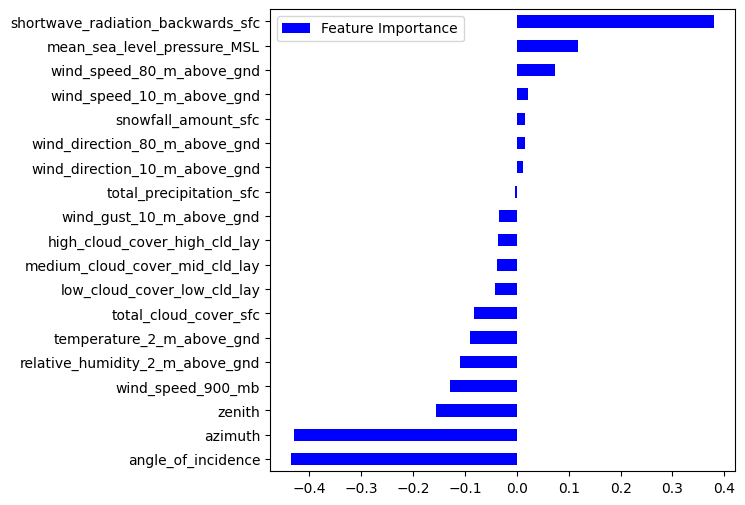 shortwave_radiation_backwards_sfc
Feature Importance
mean_sea_level_pressure_MSL
wind_speed_80_m_above_gnd
wind_speed_10_m_above_gnd
snowfall_amount_sfc
wind_direction_80_m_above_gnd
wind_direction_10_m_above_gnd
total_precipitation_sfc
wind_gust_10_m_above_gnd
high_cloud_cover_high_cld_lay
medium_cloud_cover_mid_cld_lay
low_cloud_cover_low_cld_lay
total_cloud_cover_sfc
temperature_2_m_above_gnd
relative_humidity_2_m_above_gnd
wind_speed_900_mb
zenith
azimuth
angle_of_incidence
−0.4 −0.3 −0.2 −0.1 0.0 0.1 0.2 0.3 0.4